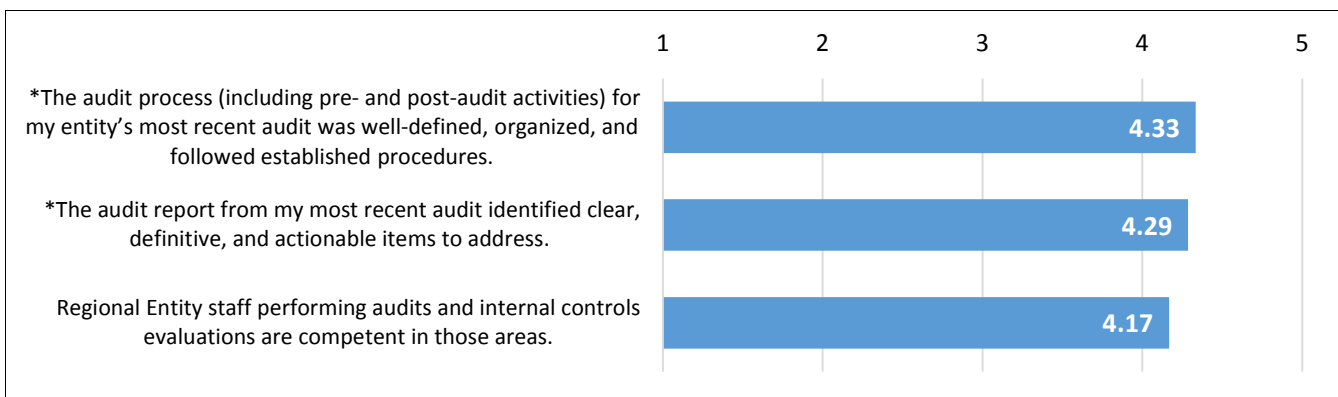 1 2 3 4 5
*The audit process (including pre- and post-audit activities) for
my entity’s most recent audit was well-defined, organized, and
followed established procedures.
4.33
*The audit report from my most recent audit identified clear,
definitive, and actionable items to address.
4.29
Regional Entity staff performing audits and internal controls
evaluations are competent in those areas.
4.17